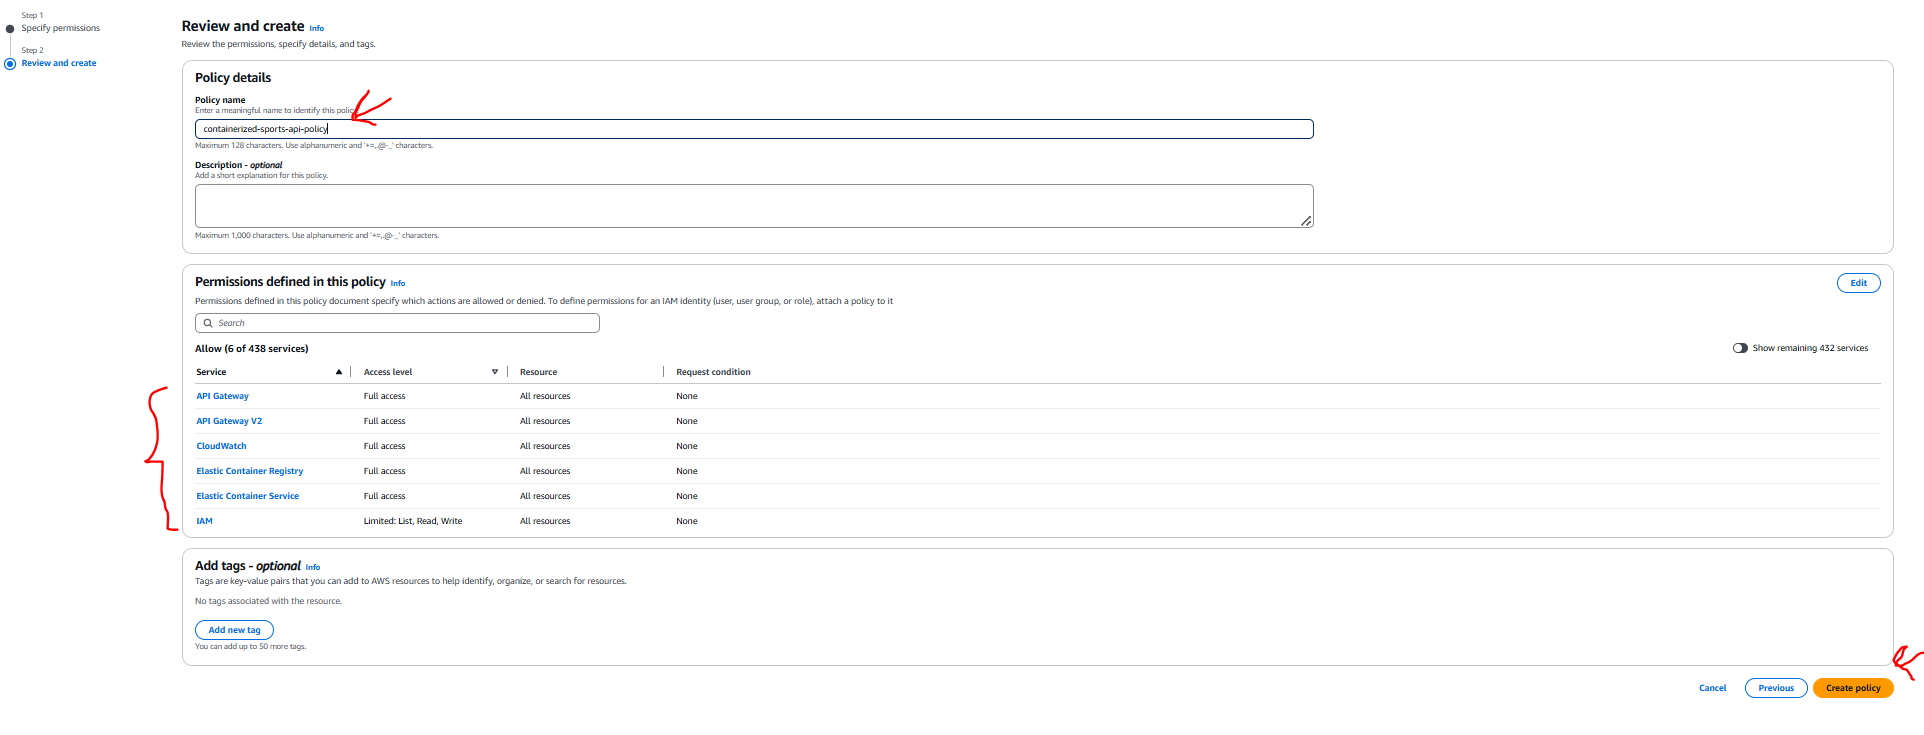 Step 1
Specify permissions
Step 2
Review and create
Review and create Info
Review the permissions, specify details, and tags.
Policy details
Policy name
Enter a meaningful name to identify this polic
containerized-sports-api-policy
Maximum 128 characters. Use alphanumeric and '+=,.@-_' characters.
Description - optional
Add a short explanation for this policy.
Maximum 1,000 characters. Use alphanumeric and '+=,.@-_' characters.
Permissions defined in this policy Info
Edit
Permissions defined in this policy document specify which actions are allowed or denied. To define permissions for an IAM identity (user, user group, or role), attach a policy to it
Search
Allow (6 of 438 services)
Show remaining 432 services
Service Access level Resource Request condition
API Gateway Full access All resources None
API Gateway V2 Full access All resources None
CloudWatch Full access All resources None
Elastic Container Registry Full access All resources None
Elastic Container Service Full access All resources None
IAM Limited: List, Read, Write All resources None
Add tags - optional Info
Tags are key-value pairs that you can add to AWS resources to help identify, organize, or search for resources.
No tags associated with the resource.
Add new tag
You can add up to 50 more tags.
Cancel Previous Create policy